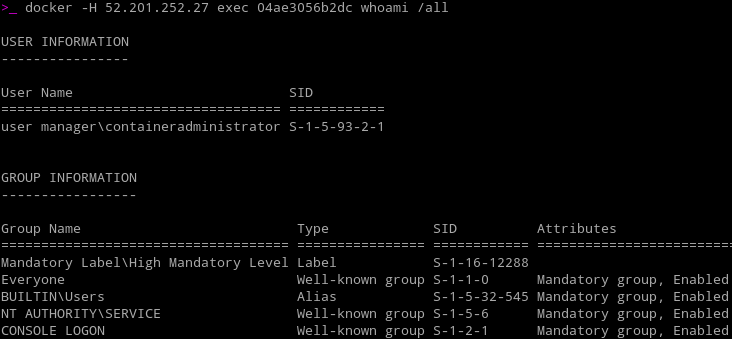 >_ docker -H 52.201.252.27 exec 04ae3056b2dc whoami /all
USER INFORMATION
----------------
User Name                          SID
================================== ============
user manager\containeradministrator S-1-5-93-2-1
GROUP INFORMATION
-----------------
Group Name                           Type             SID          Attributes
==================================== ================ ============ ========================
Mandatory Label\High Mandatory Level Label            S-1-16-12288
Everyone                             Well-known group S-1-1-0      Mandatory group, Enabled
BUILTIN\Users                        Alias            S-1-5-32-545 Mandatory group, Enabled
NT AUTHORITY\SERVICE                 Well-known group S-1-5-6      Mandatory group, Enabled
CONSOLE LOGON                        Well-known group S-1-2-1      Mandatory group, Enabled